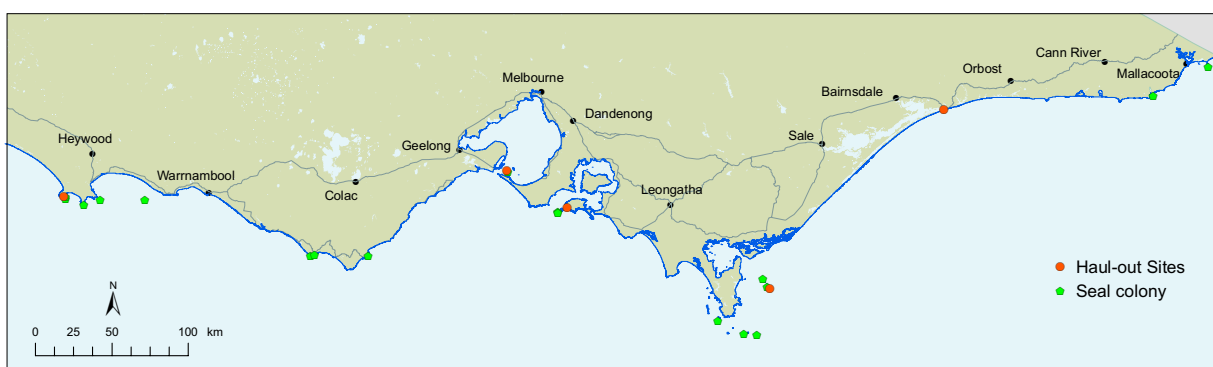 Cann River
Orbost
Mallacoota
Melbourne
Bairnsdale
Dandenong
Heywood
Sale
Geelong
Warrnambool
Colac
Leongatha
Haul-out Sites
Seal colony
N
0 25 50 100 km